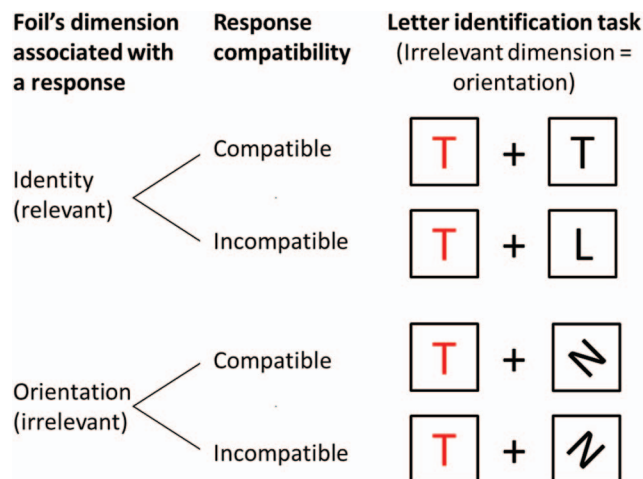 Foil's dimension associated with a response
Response compatibility
Letter identification task
(Irrelevant dimension = orientation)
Identity (relevant)
Compatible
T + T
Incompatible
T + L
Orientation (irrelevant)
Compatible
T + N
Incompatible
T + N